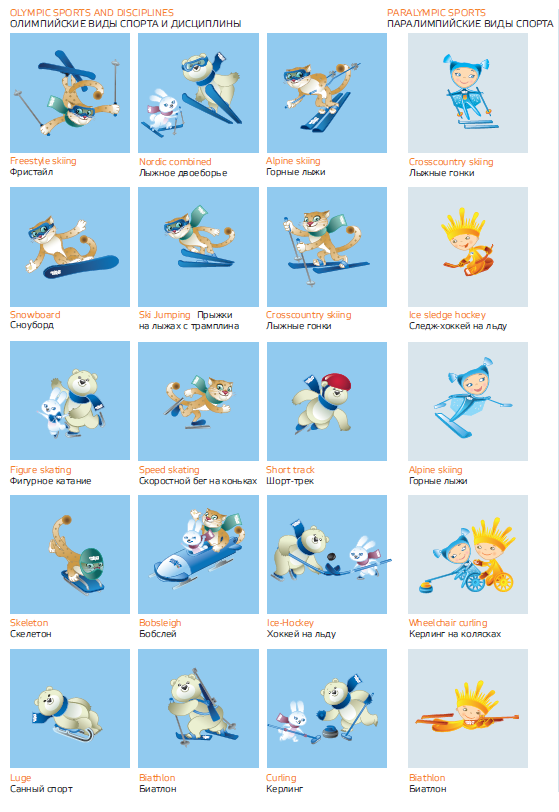 OLYMPIC SPORTS AND DISCIPLINES
ОЛИМПИЙСКИЕ ВИДЫ СПОРТА И ДИСЦИПЛИНЫ
PARALYMPIC SPORTS
ПАРАЛИМПИЙСКИЕ ВИДЫ СПОРТА
Freestyle skiing
Фристайл
Nordic combined
Лыжное двоеборье
Alpine skiing
Горные лыжи
Crosscountry skiing
Лыжные гонки
Snowboard
Сноуборд
Ski Jumping Прыжки
на лыжах с трамплина
Crosscountry skiing
Лыжные гонки
Ice sledge hockey
Следж-хоккей на льду
Figure skating
Фигурное катание
Speed skating
Скоростной бег на коньках
Short track
Шорт-трек
Alpine skiing
Горные лыжи
Skeleton
Скелетон
Bobsleigh
Бобслей
Ice-Hockey
Хоккей на льду
Wheelchair curling
Керлинг на колясках
Luge
Санный спорт
Biathlon
Биатлон
Curling
Керлинг
Biathlon
Биатлон